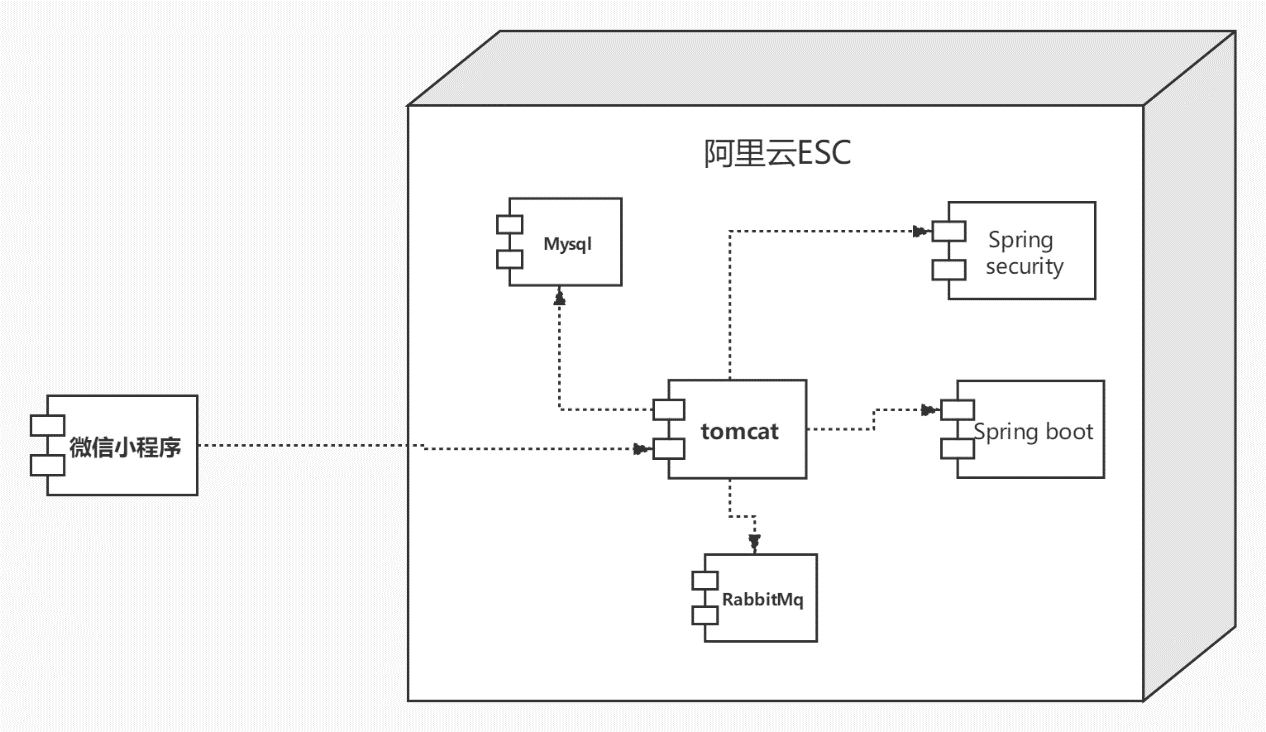 阿里云ESC
Mysql
Spring
security
微信小程序
tomcat
Spring boot
RabbitMq